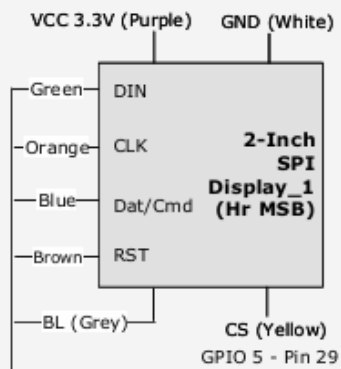 VCC 3.3V (Purple)
GND (White)
Green
DIN
Orange
CLK
Blue
Dat/Cmd
Brown
RST
2-Inch
SPI
Display_1
(Hr MSB)
BL (Grey)
CS (Yellow)
GPIO 5 - Pin 29